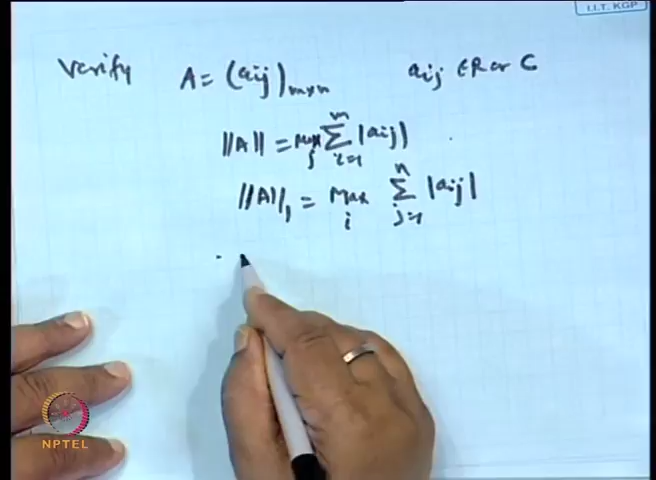 I.I.T. KGP
Verify A = (aij)m×n aij ∈ R or C
||A|| = Max j ∑ i=1 m |aij|
||A||₁ = Max i ∑ j=1 n |aij|
NPTEL